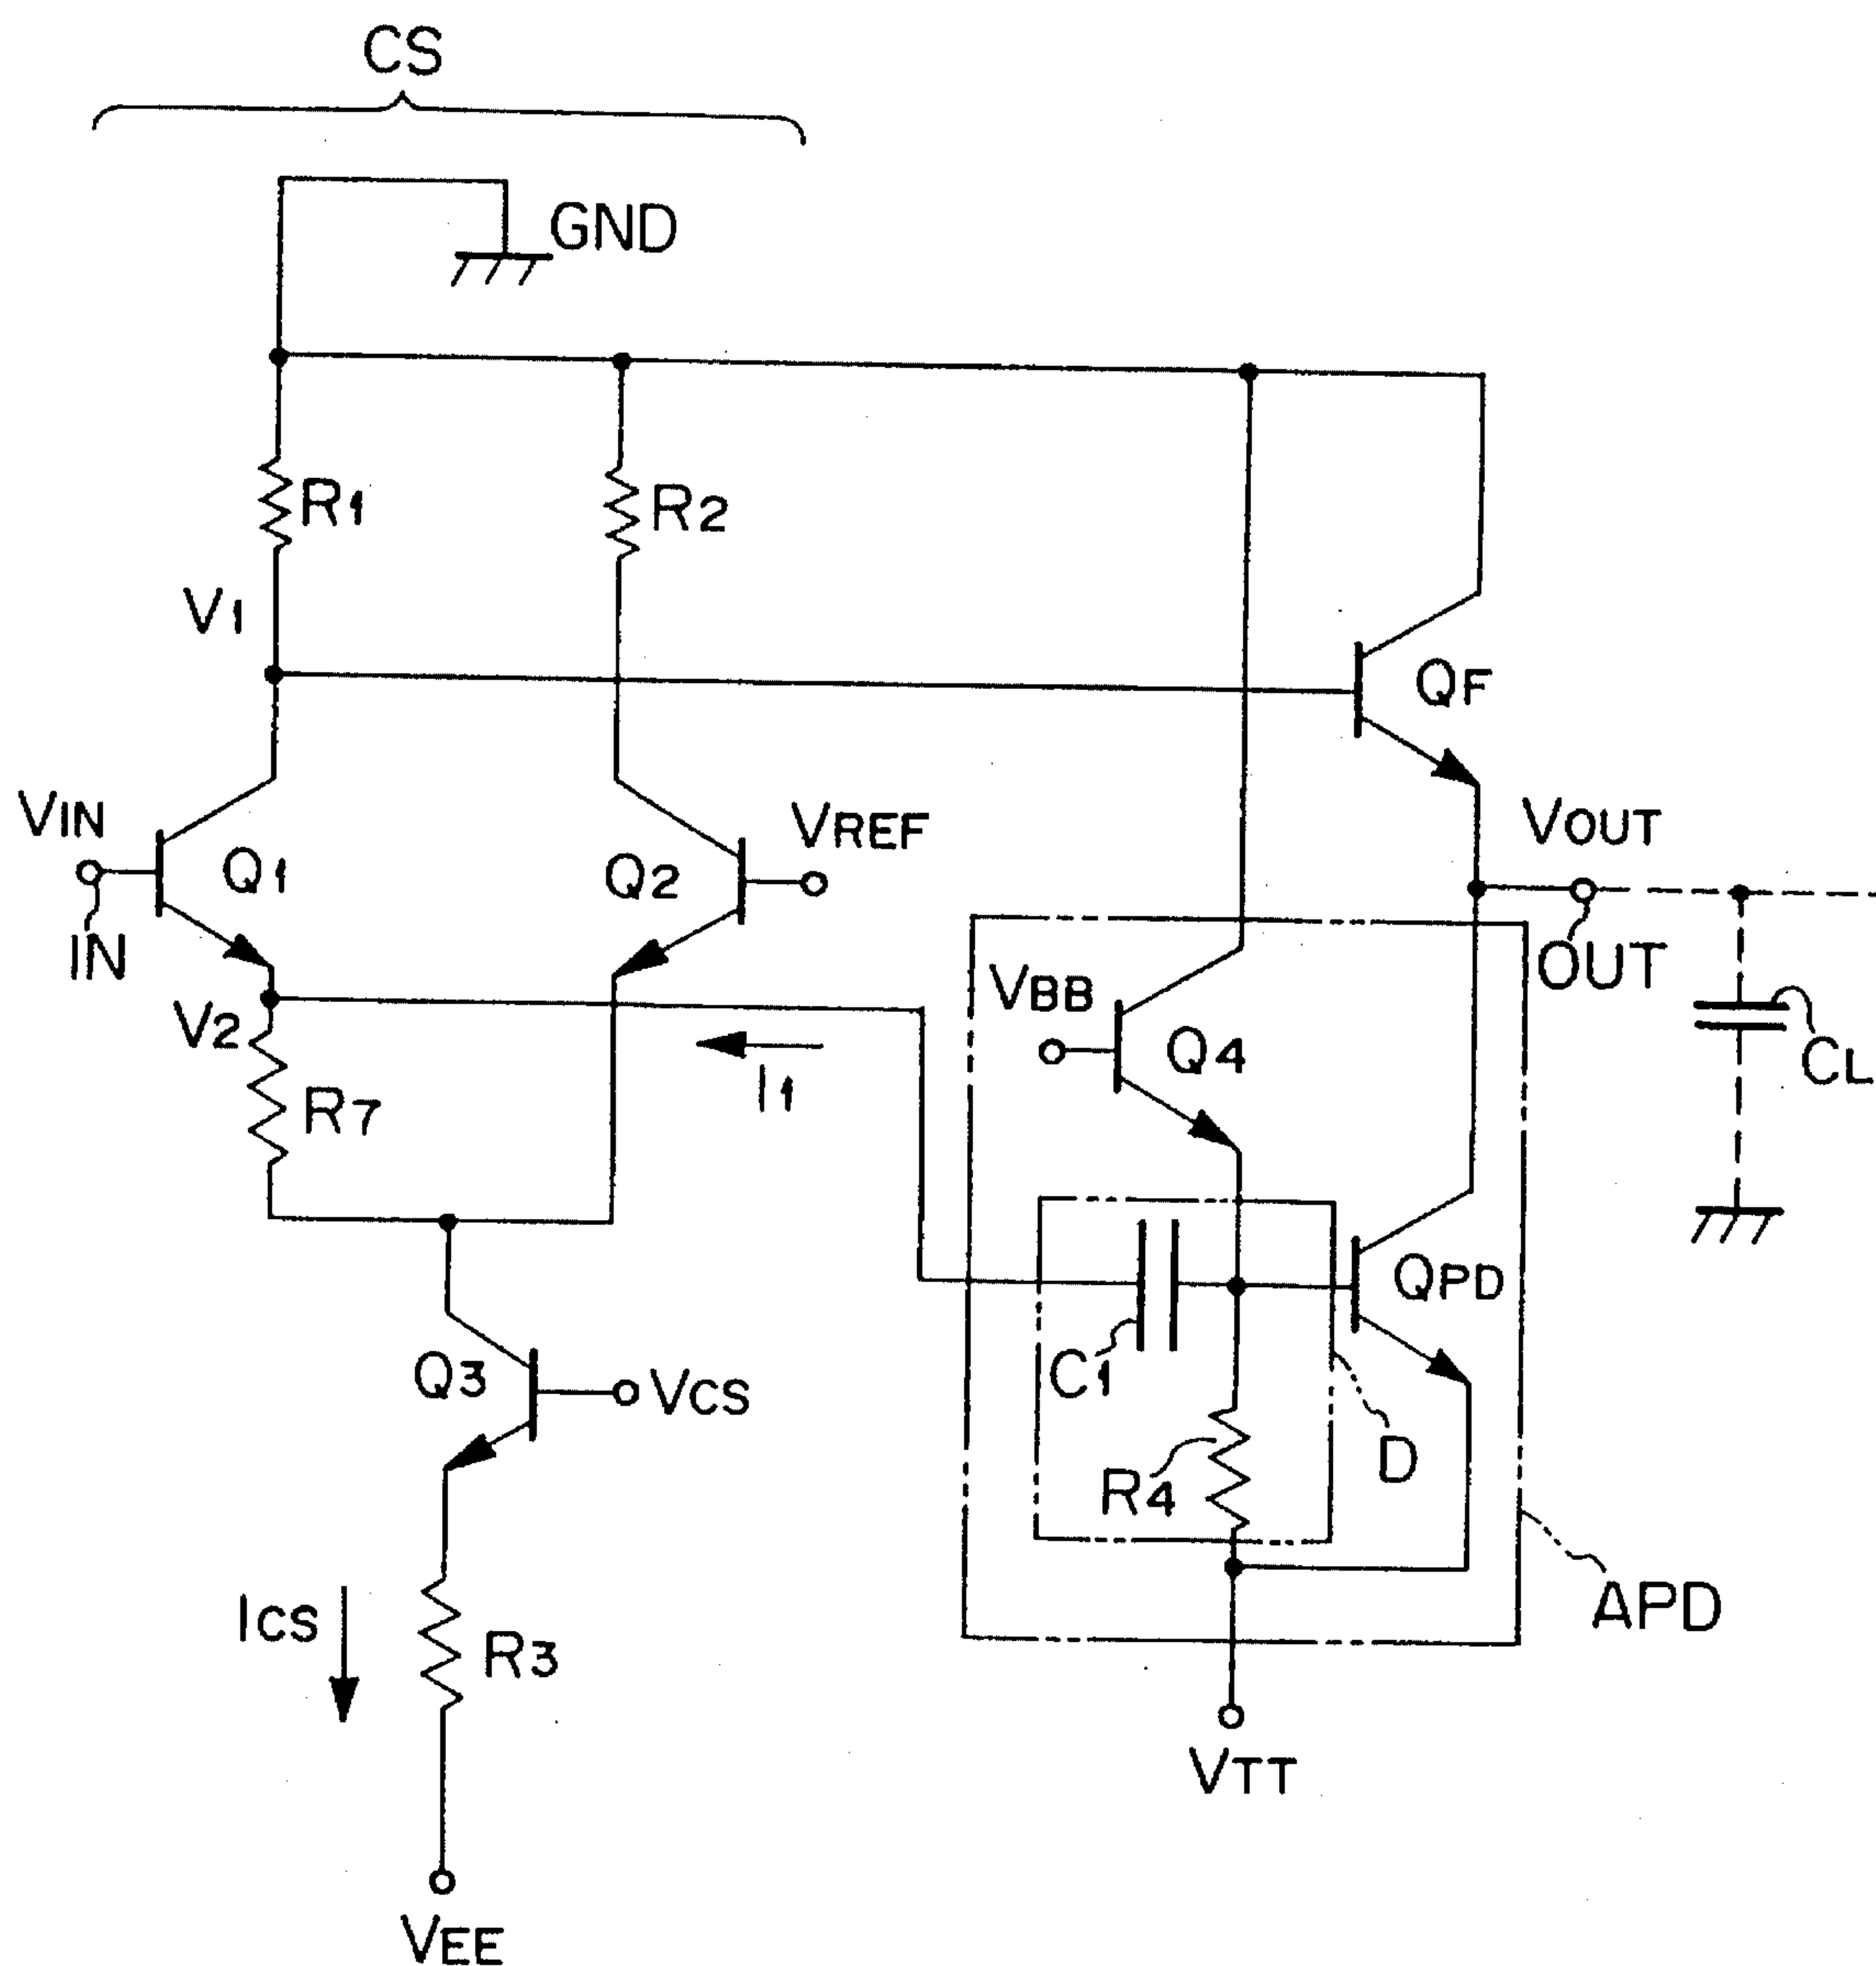 CS
GND
R1
R2
V1
QF
VIN
Q1
Q2
VREF
VOUT
IN
OUT
VBB
V2
Q4
CL
I1
R7
QPD
C1
Q3
VCS
D
R4
APD
ICS
R3
VTT
VEE